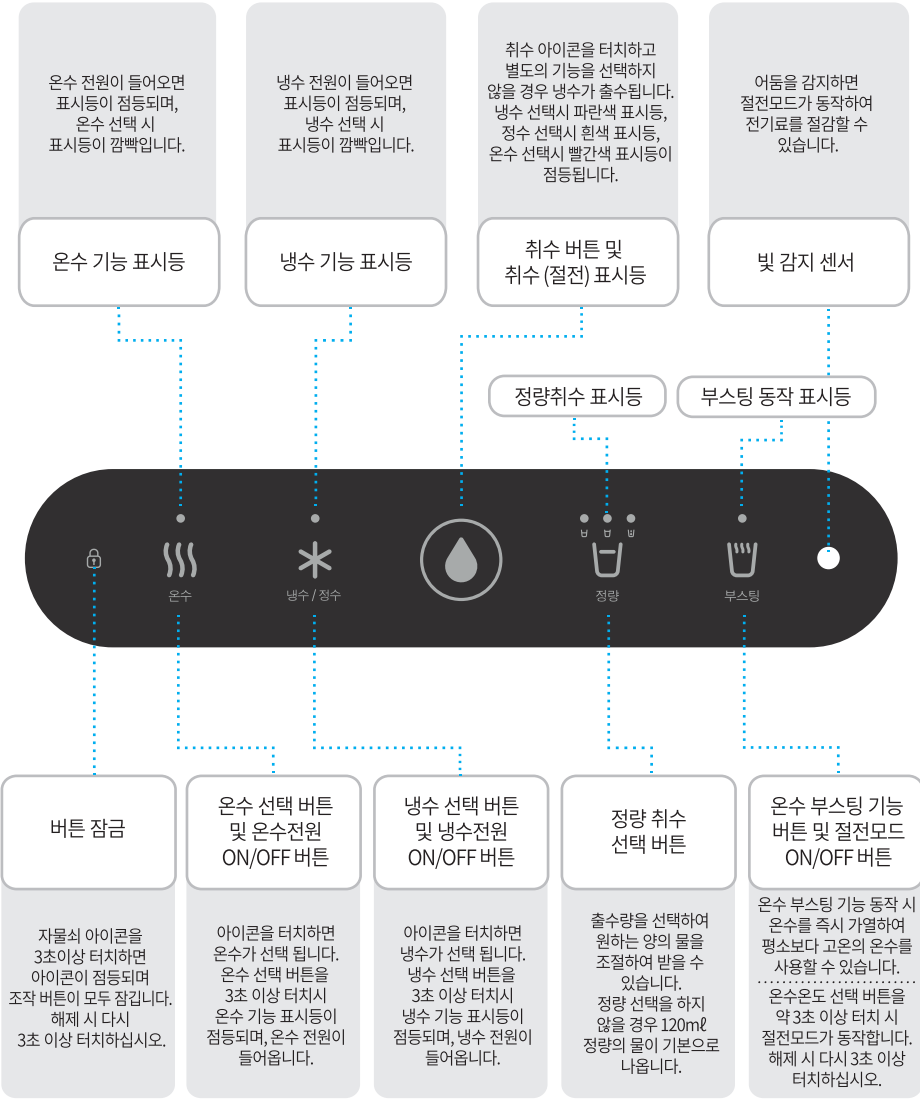 온수 전원이 들어오면
표시등이 점등되며,
온수 선택 시
표시등이 깜빡입니다.
온수 기능 표시등
냉수 전원이 들어오면
표시등이 점등되며,
냉수 선택 시
표시등이 깜빡입니다.
냉수 기능 표시등
취수 아이콘을 터치하고
별도의 기능을 선택하지
않을 경우 냉수가 출수됩니다.
냉수 선택시 파란색 표시등,
정수 선택시 흰색 표시등,
온수 선택시 빨간색 표시등이
점등됩니다.
취수 버튼 및
취수 (절전) 표시등
어둠을 감지하면
절전모드가 동작하여
전기료를 절감할 수
있습니다.
빛 감지 센서
정량취수 표시등
부스팅 동작 표시등
온수
냉수 / 정수
정량
부스팅
버튼 잠금
자물쇠 아이콘을
3초이상 터치하면
아이콘이 점등되며
조작 버튼이 모두 잠깁니다.
해제 시 다시
3초 이상 터치하십시오.
온수 선택 버튼
및 온수전원
ON/OFF 버튼
아이콘을 터치하면
온수가 선택 됩니다.
온수 선택 버튼을
3초 이상 터치시
온수 기능 표시등이
점등되며, 온수 전원이
들어옵니다.
냉수 선택 버튼
및 냉수전원
ON/OFF 버튼
아이콘을 터치하면
냉수가 선택 됩니다.
냉수 선택 버튼을
3초 이상 터치시
냉수 기능 표시등이
점등되며, 냉수 전원이
들어옵니다.
정량 취수
선택 버튼
출수량을 선택하여
원하는 양의 물을
조절하여 받을 수
있습니다.
정량 선택을 하지
않을 경우 120㎖
정량의 물이 기본으로
나옵니다.
온수 부스팅 기능
버튼 및 절전모드
ON/OFF 버튼
온수 부스팅 기능 동작 시
온수를 즉시 가열하여
평소보다 고온의 온수를
사용할 수 있습니다.
온수온도 선택 버튼을
약 3초 이상 터치 시
절전모드가 동작합니다.
해제 시 다시 3초 이상
터치하십시오.